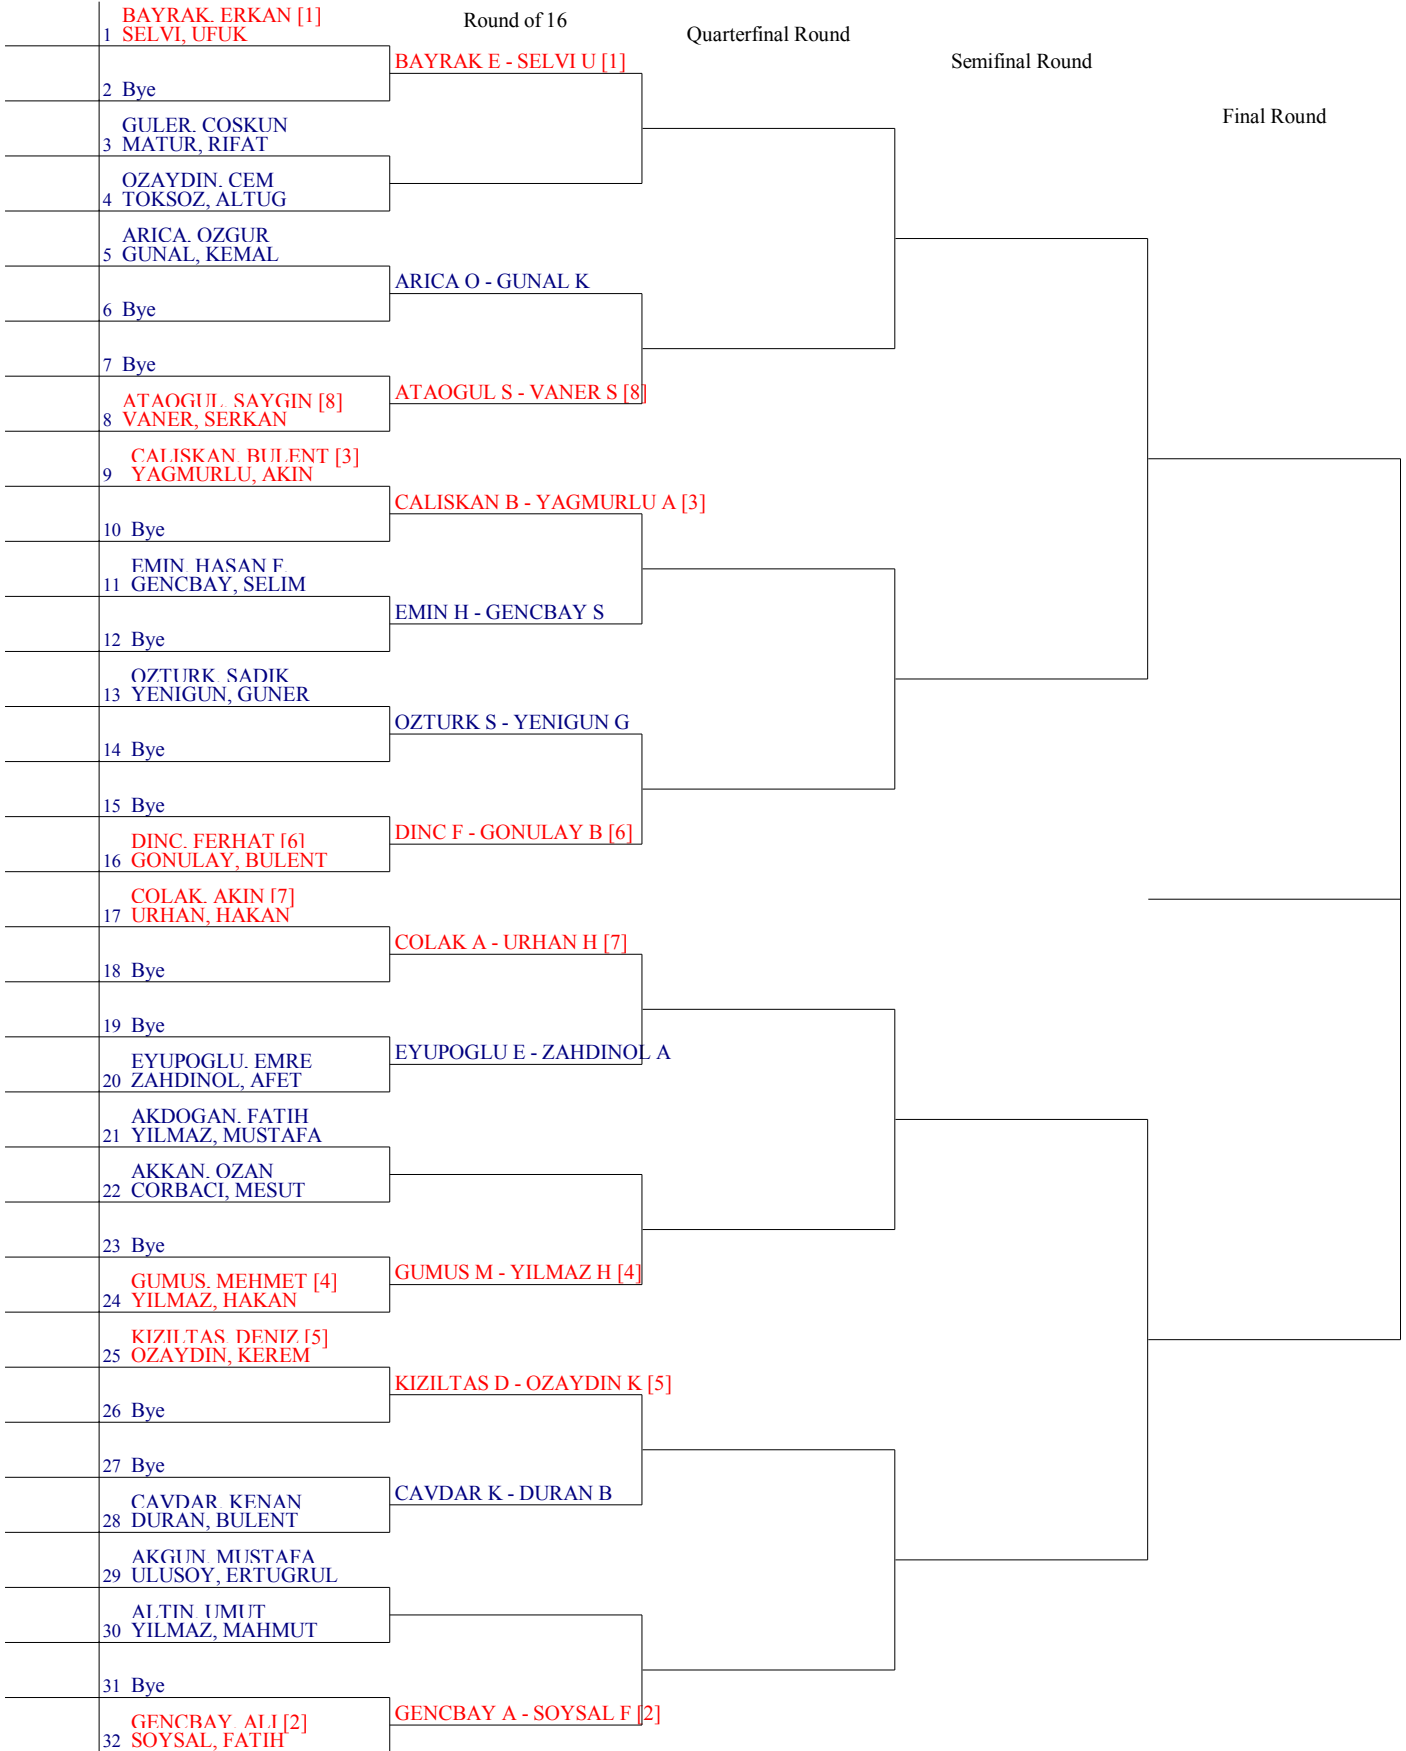 BAYRAK, ERKAN [1]
1 SELVI, UFUK
2 Bye
GULER, COSKUN
3 MATUR, RIFAT
OZAYDIN, CEM
4 TOKSOZ, ALTUG
ARICA, OZGUR
5 GUNAL, KEMAL
6 Bye
7 Bye
ATAOGUL, SAYGIN [8]
8 VANER, SERKAN
CALISKAN, BULENT [3]
9 YAGMURLU, AKIN
10 Bye
EMIN, HASAN F.
11 GENCBAY, SELIM
12 Bye
OZTURK, SADIK
13 YENIGUN, GUNER
14 Bye
15 Bye
DINC, FERHAT [6]
16 GONULAY, BULENT
COLAK, AKIN [7]
17 URHAN, HAKAN
18 Bye
19 Bye
EYUPOGLU, EMRE
20 ZAHDINOL, AFET
AKDOGAN, FATIH
21 YILMAZ, MUSTAFA
AKKAN, OZAN
22 CORBACI, MESUT
23 Bye
GUMUS, MEHMET [4]
24 YILMAZ, HAKAN
KIZILTAS, DENIZ [5]
25 OZAYDIN, KEREM
26 Bye
27 Bye
CAVDAR, KENAN
28 DURAN, BULENT
AKGUN, MUSTAFA
29 ULUSOY, ERTUGRUL
ALTIN, UMUT
30 YILMAZ, MAHMUT
31 Bye
GENCBAY, ALI [2]
32 SOYSAL, FATIH
Round of 16
BAYRAK E - SELVI U [1]
ARICA O - GUNAL K
ATAOGUL S - VANER S [8]
CALISKAN B - YAGMURLU A [3]
EMIN H - GENCBAY S
OZTURK S - YENIGUN G
DINC F - GONULAY B [6]
COLAK A - URHAN H [7]
EYUPOGLU E - ZAHDINOL A
GUMUS M - YILMAZ H [4]
KIZILTAS D - OZAYDIN K [5]
CAVDAR K - DURAN B
GENCBAY A - SOYSAL F [2]
Quarterfinal Round
Semifinal Round
Final Round